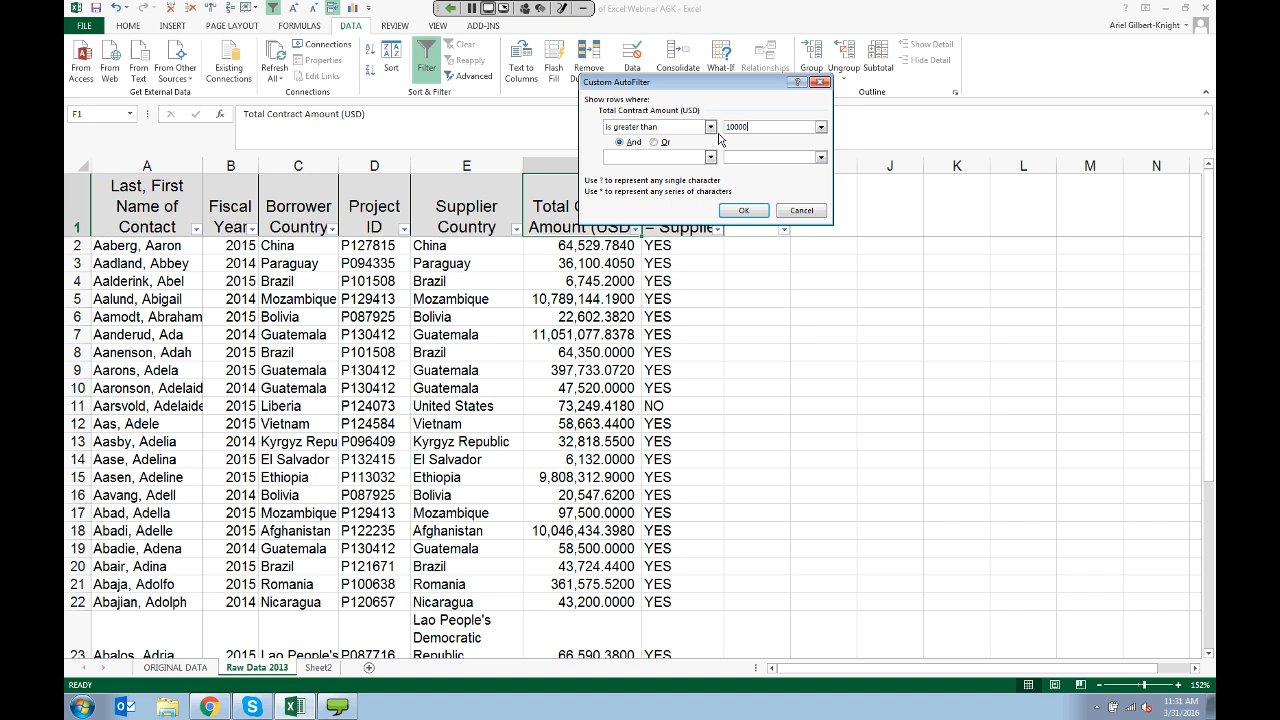 of Excel Webinar AGK - Excel
FILE HOME INSERT PAGE LAYOUT FORMULAS DATA REVIEW VIEW ADD-INS
Ariel Gilbert-Knight
From Access
From Web
From Text
From Other Sources
Existing Connections
Refresh All
Connections
Properties
Edit Links
Sort
Filter
Clear
Reapply
Advanced
Text to Columns
Flash Fill
Remove
Data
Consolidate
What-If
Relationships
Group
Ungroup
Subtotal
Show Detail
Hide Detail
Get External Data
Connections
Sort & Filter
F1
fx
Total Contract Amount (USD)
Custom AutoFilter
Show rows where:
Total Contract Amount (USD)
is greater than 10000
And Or
Use ? to represent any single character
Use * to represent any series of characters
OK Cancel
A B C D E J K L M N
1 Last, First Name of Contact Fiscal Year Borrower Country Project ID Supplier Country Total C Amount (USD = Supplie
2 Aaberg, Aaron 2015 China P127815 China 64,529.7840 YES
3 Aadland, Abbey 2014 Paraguay P094335 Paraguay 36,100.4050 YES
4 Aalderink, Abel 2015 Brazil P101508 Brazil 6,745.2000 YES
5 Aalund, Abigail 2014 Mozambique P129413 Mozambique 10,789,144.1900 YES
6 Aamodt, Abraham 2015 Bolivia P087925 Bolivia 22,602.3820 YES
7 Aanderud, Ada 2014 Guatemala P130412 Guatemala 11,051,077.8378 YES
8 Aanenson, Adah 2015 Brazil P101508 Brazil 64,350.0000 YES
9 Aarons, Adela 2015 Guatemala P130412 Guatemala 397,733.0720 YES
10 Aaronson, Adelaid 2014 Guatemala P130412 Guatemala 47,520.0000 YES
11 Aarsvold, Adelaide 2015 Liberia P124073 United States 73,249.4180 NO
12 Aas, Adele 2015 Vietnam P124584 Vietnam 58,663.4400 YES
13 Aasby, Adelia 2014 Kyrgyz Repu P096409 Kyrgyz Republic 32,818.5500 YES
14 Aase, Adelina 2015 El Salvador P132415 El Salvador 6,132.0000 YES
15 Aasen, Adeline 2015 Ethiopia P113032 Ethiopia 9,808,312.9000 YES
16 Aavang, Adell 2014 Bolivia P087925 Bolivia 20,547.6200 YES
17 Abad, Adella 2015 Mozambique P129413 Mozambique 97,500.0000 YES
18 Abadi, Adelle 2015 Afghanistan P122235 Afghanistan 10,046,434.3980 YES
19 Abadie, Adena 2014 Guatemala P130412 Guatemala 58,500.0000 YES
20 Abair, Adina 2015 Brazil P121671 Brazil 43,724.4400 YES
21 Abaja, Adolfo 2015 Romania P100638 Romania 361,575.5200 YES
22 Abajian, Adolph 2014 Nicaragua P120657 Nicaragua 43,200.0000 YES
Lao People's
Democratic
23 Abalos, Adria 2015 Lao People's P087716 Republic 66,590.3800 YES
ORIGINAL DATA Raw Data 2013 Sheet2
READY 152%
11:31 AM
3/31/2016